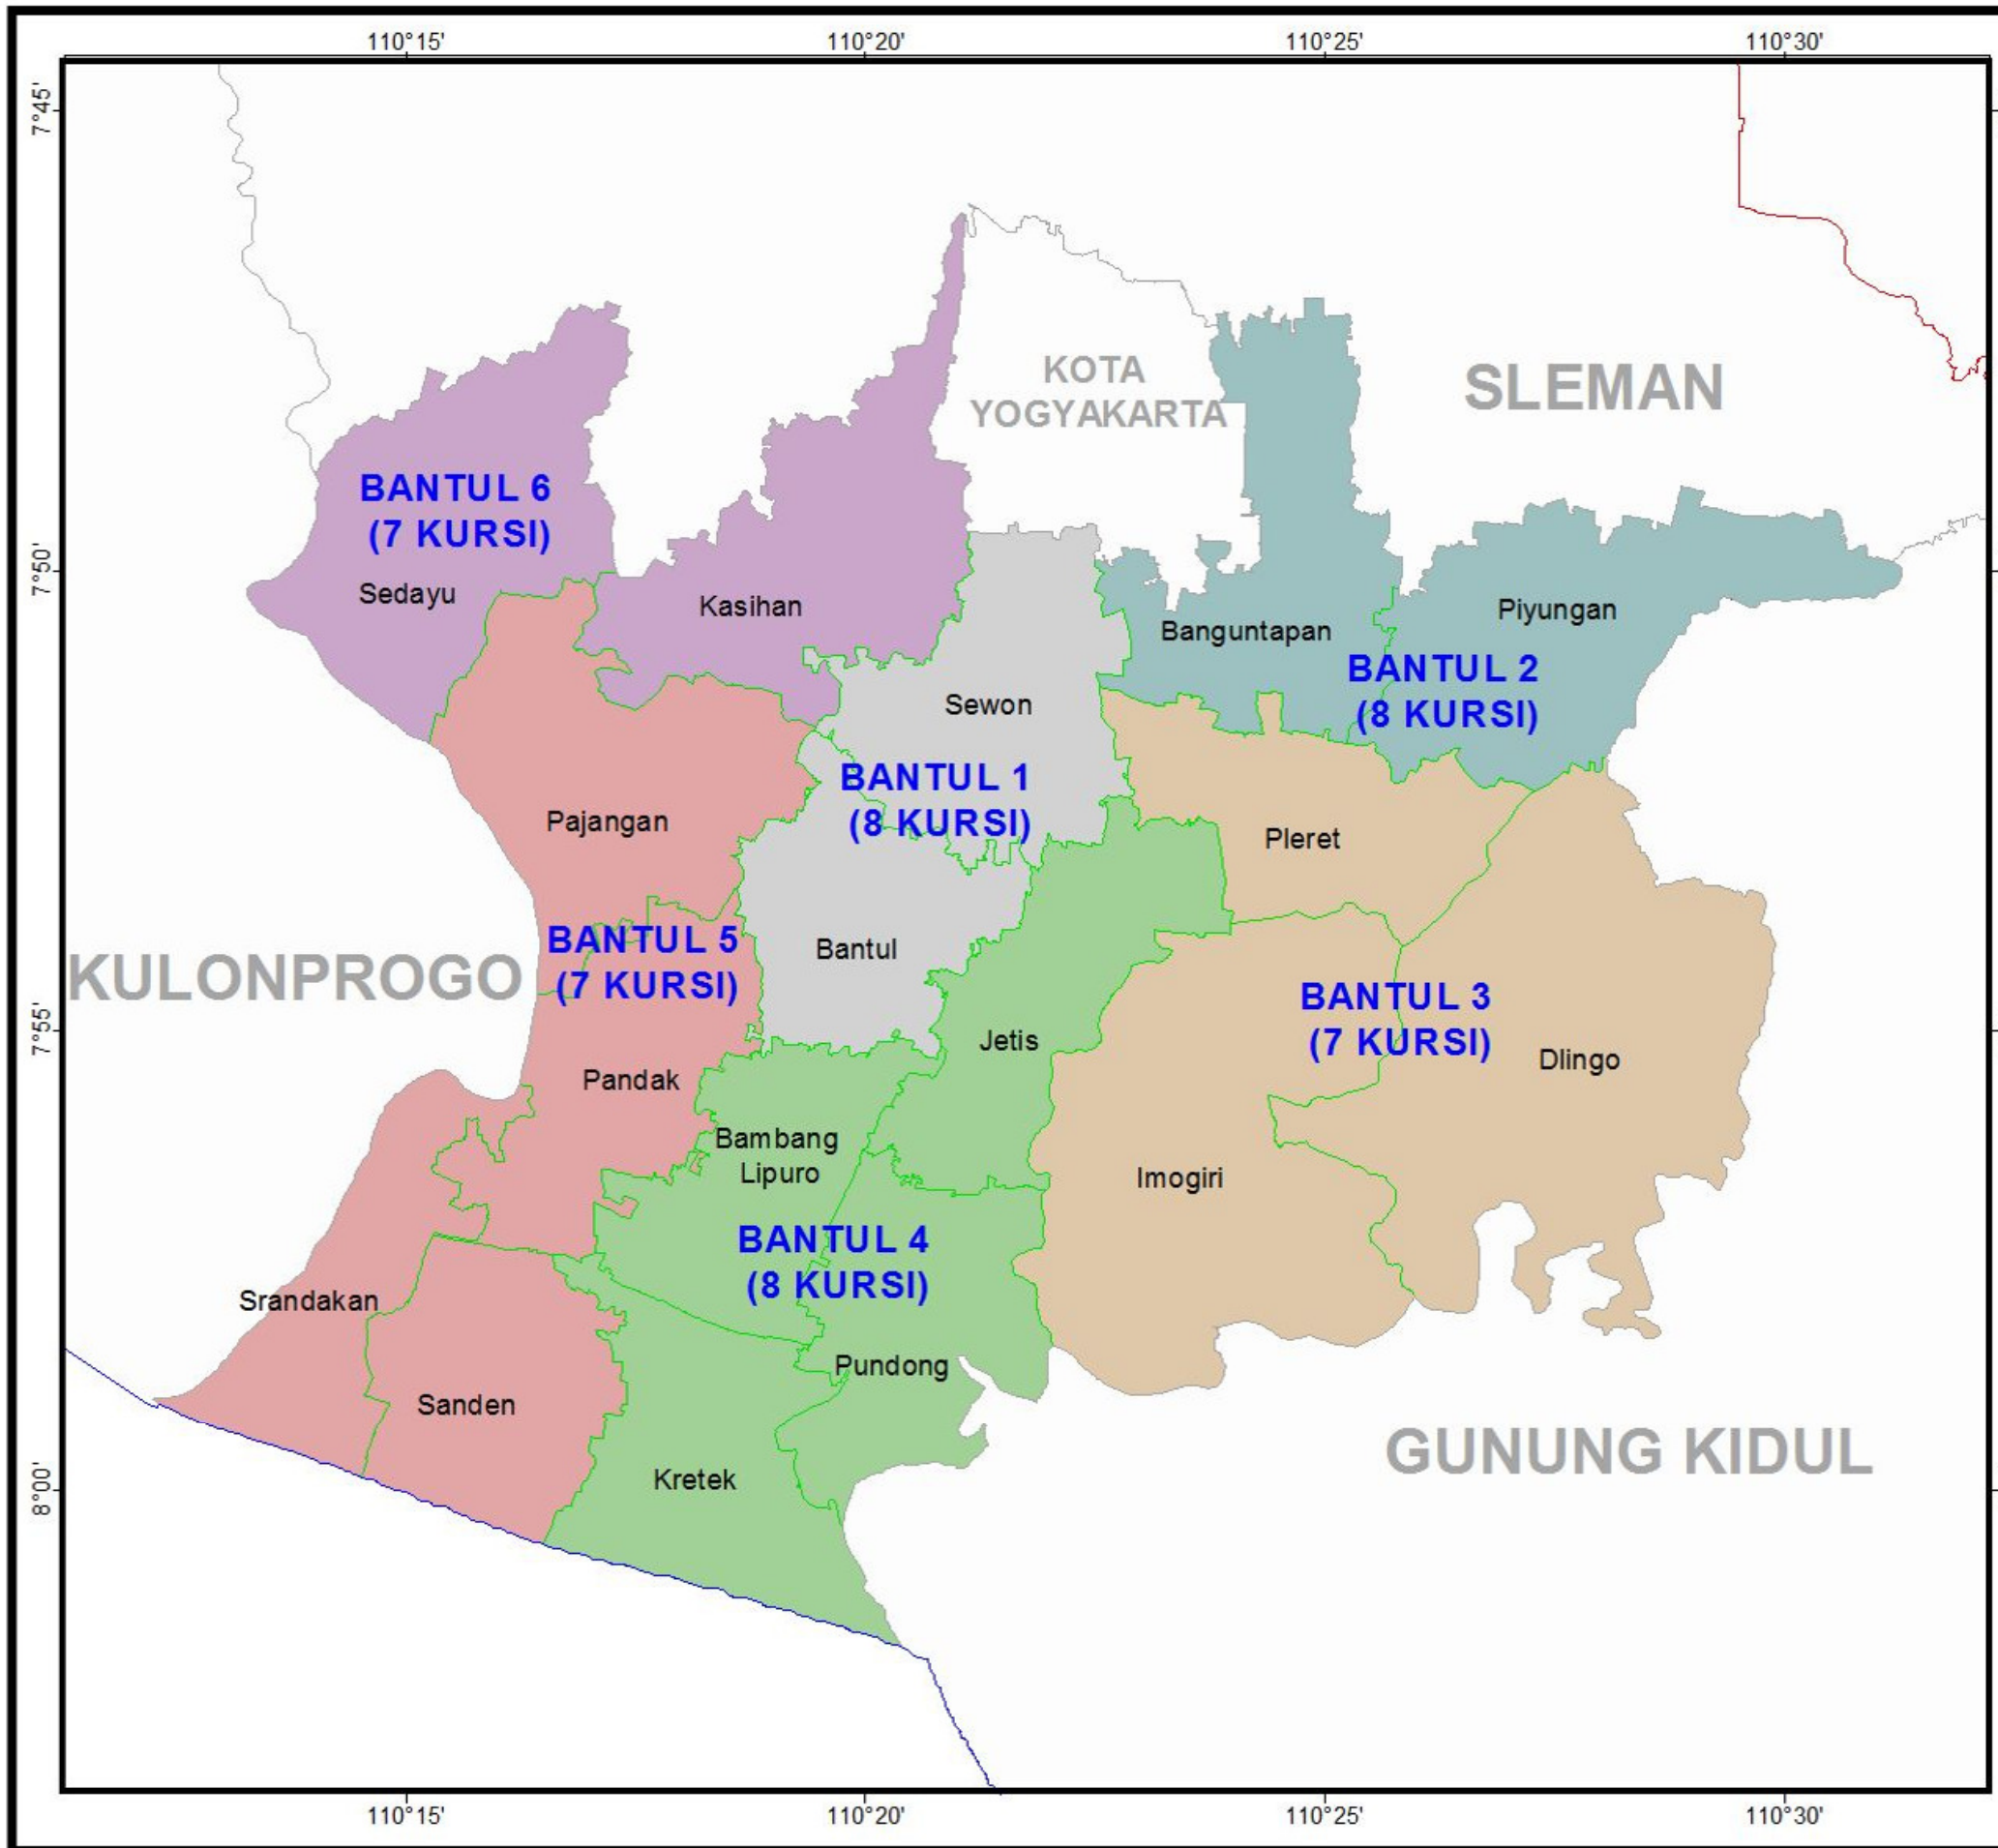 110°15'
110°20'
110°25'
110°30'
7°45'
KOTA
YOGYAKARTA
SLEMAN
BANTUL 6
(7 KURSI)
7°50'
Sedayu
Kasihan
Banguntapan
Piyungan
BANTUL 2
(8 KURSI)
Sewon
BANTUL 1
(8 KURSI)
Pajangan
Pleret
BANTUL 5
(7 KURSI)
Bantul
KULONPROGO
BANTUL 3
(7 KURSI)
7°55'
Jetis
Dlingo
Pandak
Bambang
Lipuro
Imogiri
BANTUL 4
(8 KURSI)
Srandakan
Pundong
Sanden
GUNUNG KIDUL
Kretek
8°00'
110°15'
110°20'
110°25'
110°30'